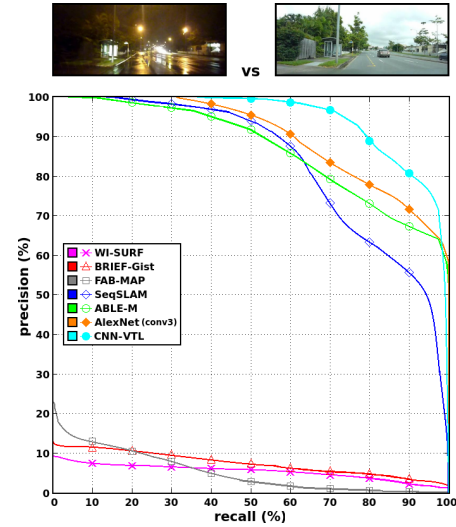 vs
100
90
80
70
60
50
40
30
20
10
0
precision (%)
WI-SURF
BRIEF-Gist
FAB-MAP
SeqSLAM
ABLE-M
AlexNet (conv3)
CNN-VTL
0 10 20 30 40 50 60 70 80 90 100
recall (%)